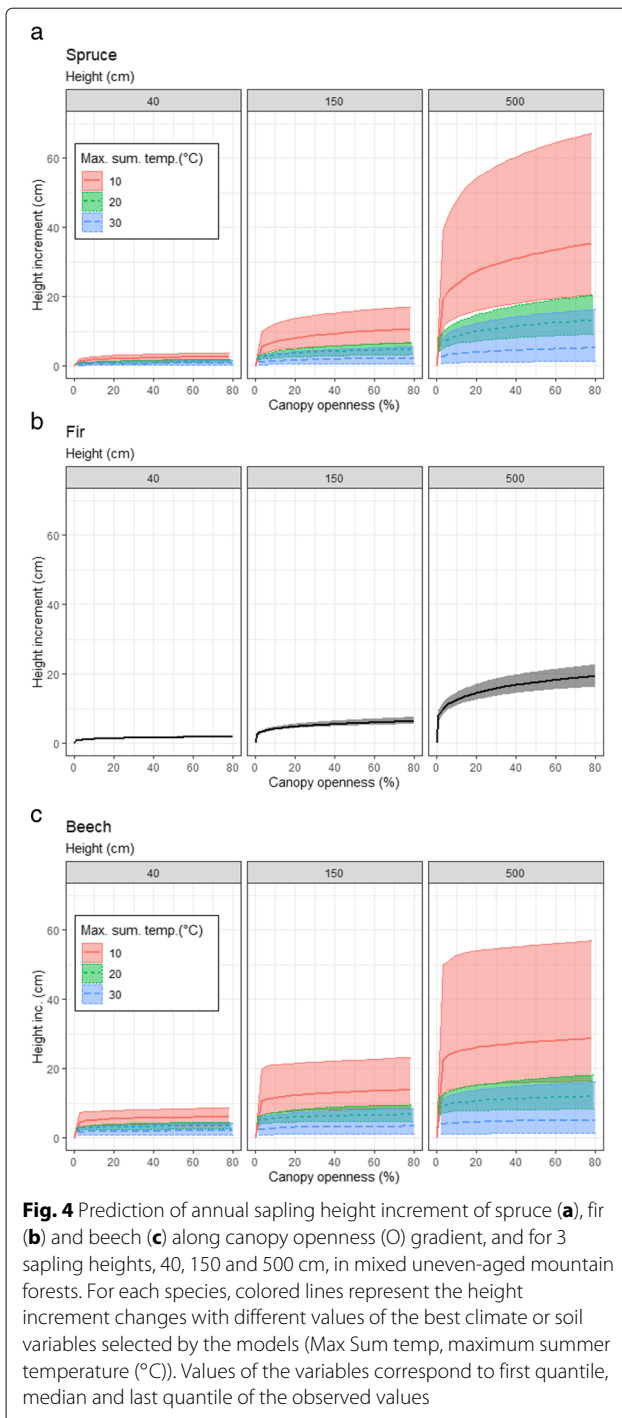 a
Spruce
Height (cm)
40 150 500
Max. sum. temp.(°C)
10
20
30
Height increment (cm)
60
40
20
0
0 20 40 60 80 0 20 40 60 80 0 20 40 60 80
Canopy openness (%)
b
Fir
Height (cm)
40 150 500
Height increment (cm)
60
40
20
0
0 20 40 60 80 0 20 40 60 80 0 20 40 60 80
Canopy openness (%)
c
Beech
Height (cm)
40 150 500
Max. sum. temp.(°C)
10
20
30
Height inc. (cm)
60
40
20
0
0 20 40 60 80 0 20 40 60 80 0 20 40 60 80
Canopy openness (%)
Fig. 4 Prediction of annual sapling height increment of spruce (a), fir
(b) and beech (c) along canopy openness (O) gradient, and for 3
sapling heights, 40, 150 and 500 cm, in mixed uneven-aged mountain
forests. For each species, colored lines represent the height
increment changes with different values of the best climate or soil
variables selected by the models (Max Sum temp, maximum summer
temperature (°C)). Values of the variables correspond to first quantile,
median and last quantile of the observed values